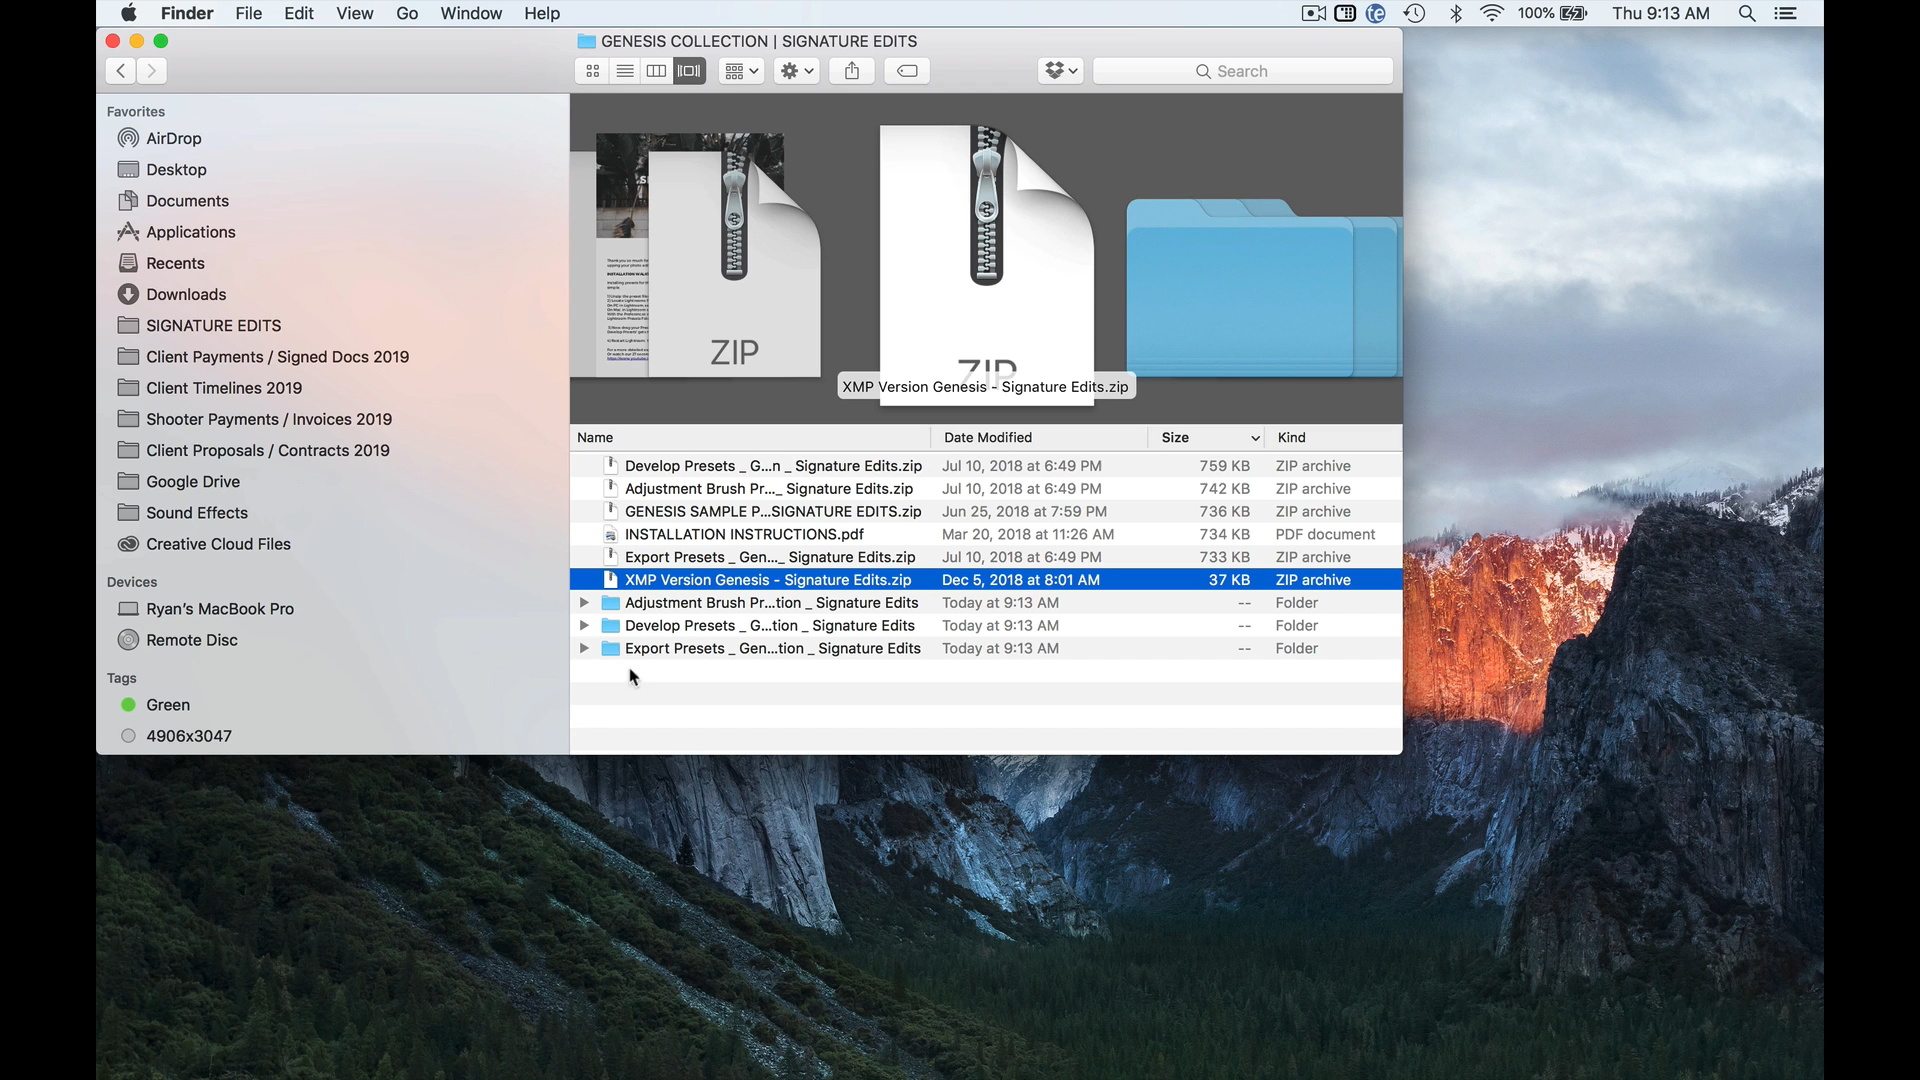 Finder File Edit View Go Window Help
te 100% Thu 9:13 AM
GENESIS COLLECTION | SIGNATURE EDITS
Search
Favorites
AirDrop
Desktop
Documents
Applications
Recents
Downloads
SIGNATURE EDITS
Client Payments / Signed Docs 2019
Client Timelines 2019
Shooter Payments / Invoices 2019
Client Proposals / Contracts 2019
Google Drive
Sound Effects
Creative Cloud Files
Devices
Ryan's MacBook Pro
Remote Disc
Tags
Green
4906x3047
ZIP
ZIP
XMP Version Genesis - Signature Edits.zip
Name Date Modified Size Kind
Develop Presets _ G...n _ Signature Edits.zip Jul 10, 2018 at 6:49 PM 759 KB ZIP archive
Adjustment Brush Pr..._ Signature Edits.zip Jul 10, 2018 at 6:49 PM 742 KB ZIP archive
GENESIS SAMPLE P...SIGNATURE EDITS.zip Jun 25, 2018 at 7:59 PM 736 KB ZIP archive
INSTALLATION INSTRUCTIONS.pdf Mar 20, 2018 at 11:26 AM 734 KB PDF document
Export Presets _ Gen..._ Signature Edits.zip Jul 10, 2018 at 6:49 PM 733 KB ZIP archive
XMP Version Genesis - Signature Edits.zip Dec 5, 2018 at 8:01 AM 37 KB ZIP archive
Adjustment Brush Pr...tion _ Signature Edits Today at 9:13 AM -- Folder
Develop Presets _ G...tion _ Signature Edits Today at 9:13 AM -- Folder
Export Presets _ Gen...tion _ Signature Edits Today at 9:13 AM -- Folder